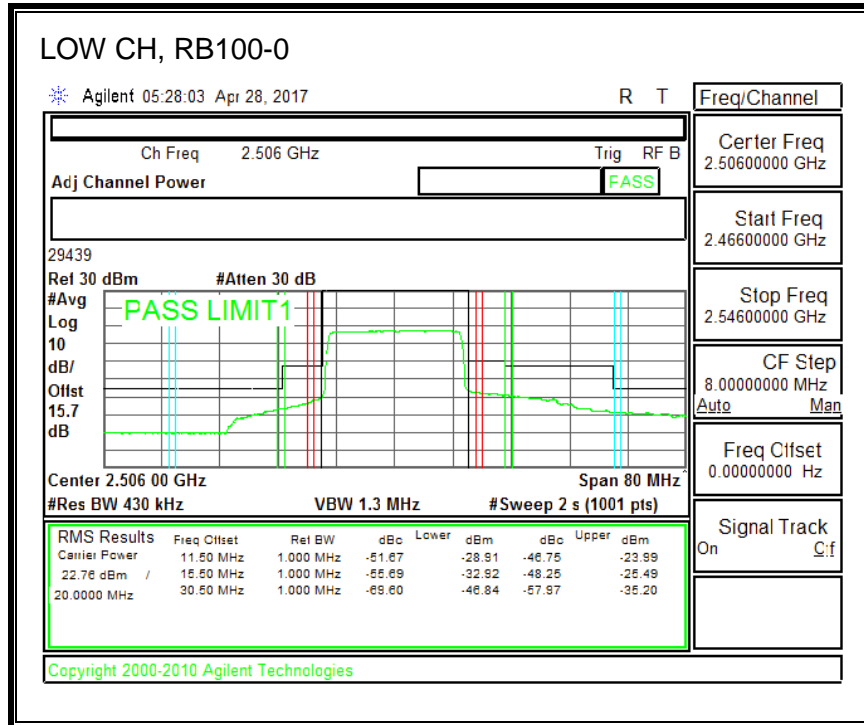 LOW CH, RB100-0
Agilent 05:28:03 Apr 28, 2017 R T
Freq/Channel
Ch Freq 2.506 GHz Trig RF B
Adj Channel Power PASS
Center Freq
2.50600000 GHz
Start Freq
2.46600000 GHz
29439
Ref 30 dBm #Atten 30 dB
#Avg
Log
10
dB/
Offst
15.7
dB
PASS LIMIT1
Stop Freq
2.54600000 GHz
CF Step
8.00000000 MHz
Auto Man
Freq Offset
0.00000000 Hz
Center 2.506 00 GHz Span 80 MHz
#Res BW 430 kHz VBW 1.3 MHz #Sweep 2 s (1001 pts)
Signal Track
On Off
RMS Results Freq Offset Ref BW dBc Lower dBm dBc Upper dBm
Carrier Power 11.50 MHz 1.000 MHz -51.67 -28.91 -46.75 -23.99
22.76 dBm / 15.50 MHz 1.000 MHz -55.69 -32.92 -48.25 -25.49
20.0000 MHz 30.50 MHz 1.000 MHz -69.60 -46.84 -57.97 -35.20
Copyright 2000-2010 Agilent Technologies